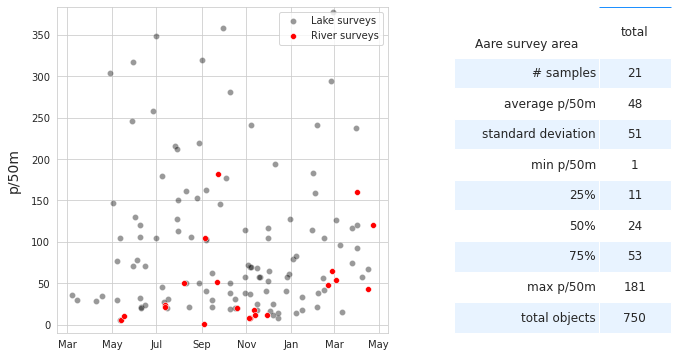 Lake surveys
River surveys
350
300
250
200
150
100
50
0
p/50m
Mar May Jul Sep Nov Jan Mar May
total
Aare survey area
# samples 21
average p/50m 48
standard deviation 51
min p/50m 1
25% 11
50% 24
75% 53
max p/50m 181
total objects 750